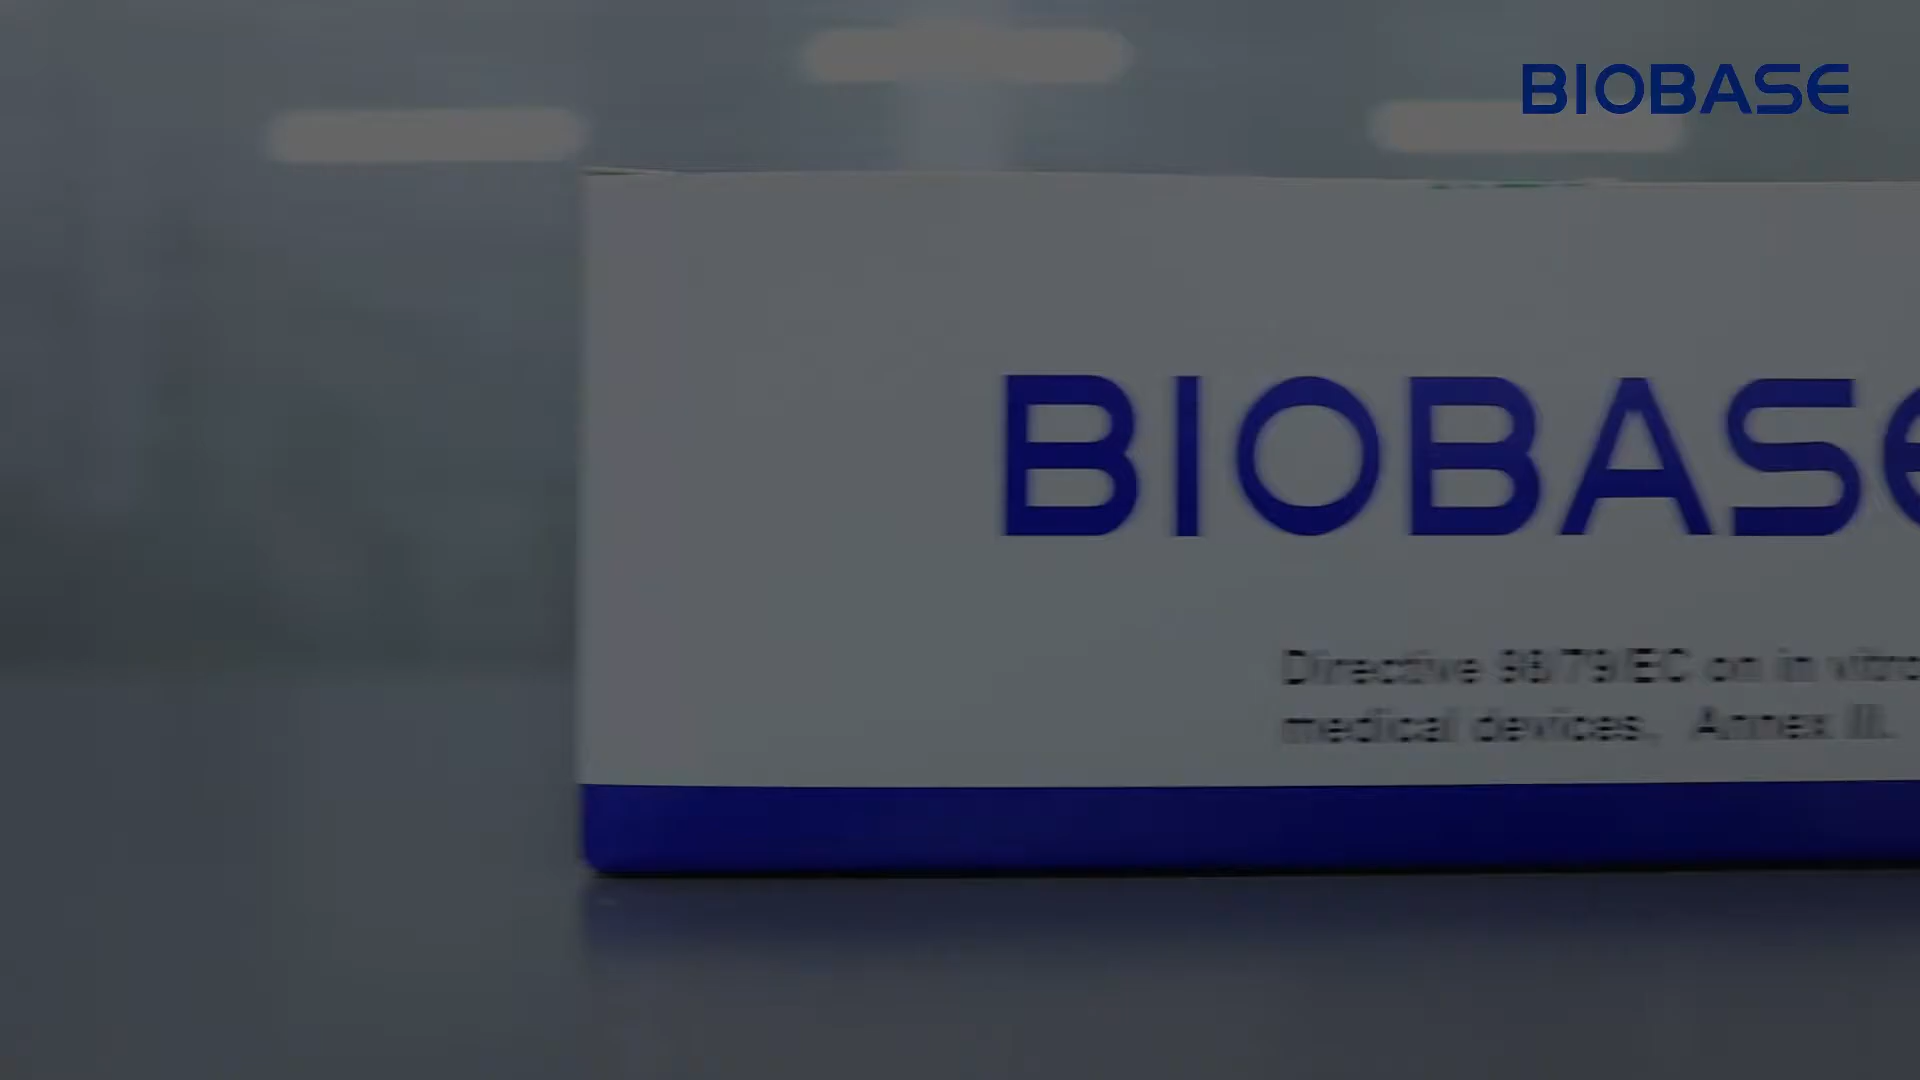 BIOBASE
BIOBASE
Directive 98/79/EC on in vitro
medical devices, Annex III.